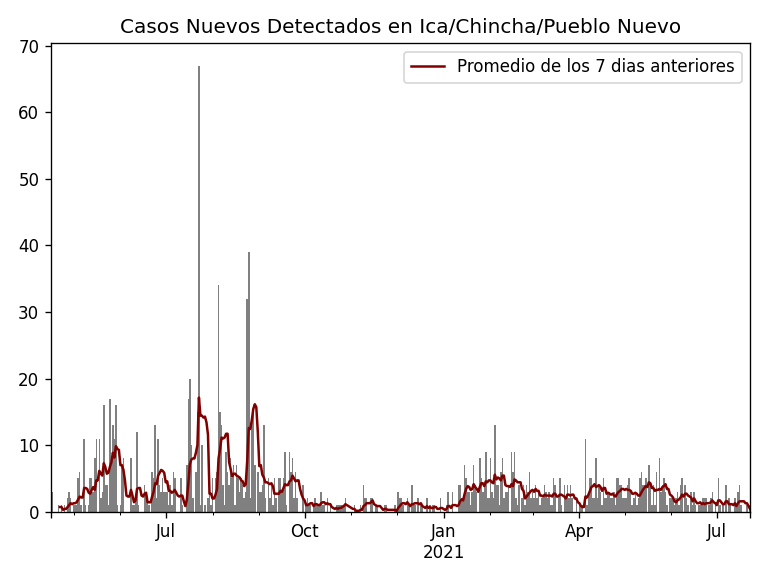 Casos Nuevos Detectados en Ica/Chincha/Pueblo Nuevo
Promedio de los 7 dias anteriores
70
60
50
40
30
20
10
0
Jul
Oct
Jan
2021
Apr
Jul